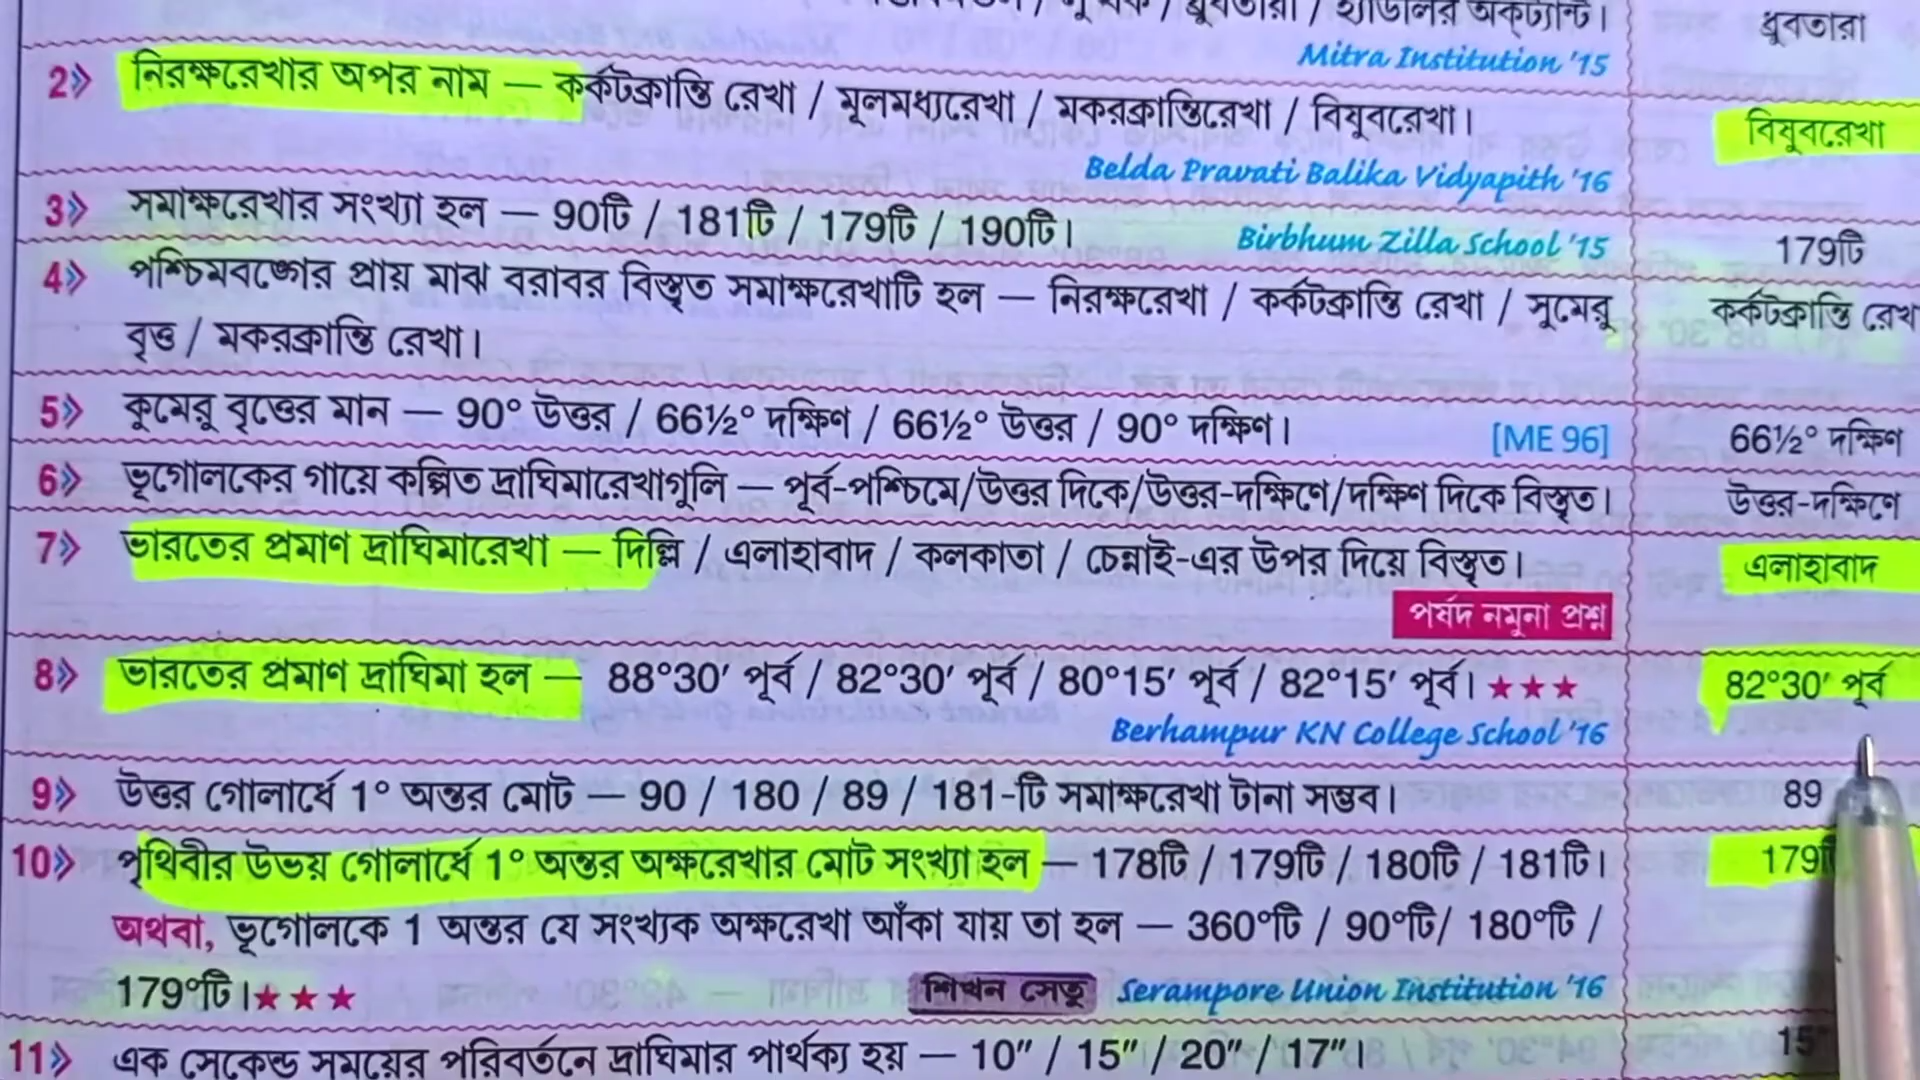 / ধ্রুবতারা / হ্যাডলির অক্‌ট্যান্ট। ধ্রুবতারা
Mitra Institution '15
2» নিরক্ষরেখার অপর নাম — কর্কটক্রান্তি রেখা / মূলমধ্যরেখা / মকরক্রান্তিরেখা / বিষুবরেখা। বিষুবরেখা
Belda Pravati Balika Vidyapith '16
3» সমাক্ষরেখার সংখ্যা হল — 90টি / 181টি / 179টি / 190টি। Birbhum Zilla School '15 179টি
4» পশ্চিমবঙ্গের প্রায় মাঝ বরাবর বিস্তৃত সমাক্ষরেখাটি হল — নিরক্ষরেখা / কর্কটক্রান্তি রেখা / সুমেরু কর্কটক্রান্তি রেখ
বৃত্ত / মকরক্রান্তি রেখা।
5» কুমেরু বৃত্তের মান — 90° উত্তর / 66½° দক্ষিণ / 66½° উত্তর / 90° দক্ষিণ। [ME 96] 66½° দক্ষিণ
6» ভূগোলকের গায়ে কল্পিত দ্রাঘিমারেখাগুলি — পূর্ব-পশ্চিমে/উত্তর দিকে/উত্তর-দক্ষিণে/দক্ষিণ দিকে বিস্তৃত। উত্তর-দক্ষিণে
7» ভারতের প্রমাণ দ্রাঘিমারেখা — দিল্লি / এলাহাবাদ / কলকাতা / চেন্নাই-এর উপর দিয়ে বিস্তৃত। এলাহাবাদ
পর্ষদ নমুনা প্রশ্ন
8» ভারতের প্রমাণ দ্রাঘিমা হল — 88°30′ পূর্ব / 82°30′ পূর্ব / 80°15′ পূর্ব / 82°15′ পূর্ব। ★★★ 82°30′ পূর্ব
Berhampur KN College School '16
9» উত্তর গোলার্ধে 1° অন্তর মোট — 90 / 180 / 89 / 181-টি সমাক্ষরেখা টানা সম্ভব। 89
10» পৃথিবীর উভয় গোলার্ধে 1° অন্তর অক্ষরেখার মোট সংখ্যা হল — 178টি / 179টি / 180টি / 181টি। 179টি
অথবা, ভূগোলকে 1 অন্তর যে সংখ্যক অক্ষরেখা আঁকা যায় তা হল — 360°টি / 90°টি/ 180°টি /
179°টি।★★★ শিখন সেতু Serampore Union Institution '16
11» এক সেকেন্ড সময়ের পরিবর্তনে দ্রাঘিমার পার্থক্য হয় — 10″ / 15″ / 20″ / 17″। 15″